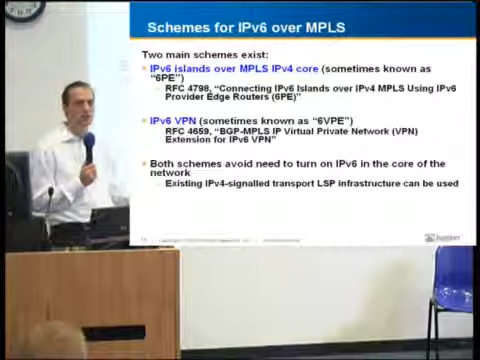 Schemes for IPv6 over MPLS
Two main schemes exist:
IPv6 islands over MPLS IPv4 core (sometimes known as
"6PE")
– RFC 4798, "Connecting IPv6 Islands over IPv4 MPLS Using IPv6
Provider Edge Routers (6PE)"
IPv6 VPN (sometimes known as "6VPE")
– RFC 4659, "BGP-MPLS IP Virtual Private Network (VPN)
Extension for IPv6 VPN"
Both schemes avoid need to turn on IPv6 in the core of the
network
– Existing IPv4-signalled transport LSP infrastructure can be used